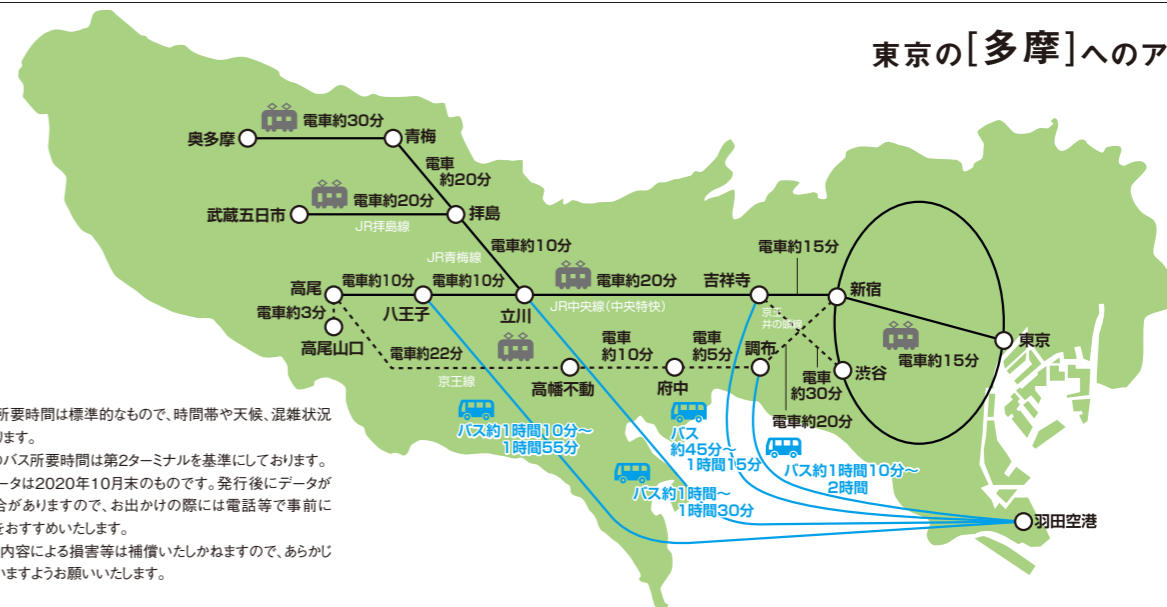 東京の[多摩]へのア
電車約30分
奥多摩
青梅
電車
約20分
電車約20分
武蔵五日市
拝島
JR拝島線
電車約10分
JR青梅線
電車約15分
高尾
電車約10分
電車約10分
電車約20分
吉祥寺
新宿
八王子
立川
JR中央線(中央特快)
京王
井の頭線
電車約3分
高尾山口
電車約22分
京王線
電車
約10分
電車
約5分
調布
高幡不動
府中
電車
約30分
渋谷
電車約15分
東京
電車約20分
バス約1時間10分〜
1時間55分
バス
約45分〜
1時間15分
バス約1時間10分〜
2時間
バス約1時間〜
1時間30分
羽田空港
所要時間は標準的なもので、時間帯や天候、混雑状況
ります。
のバス所要時間は第2ターミナルを基準にしております。
ータは2020年10月末のものです。発行後にデータが
合がありますので、お出かけの際には電話等で事前に
をおすすめいたします。
内容による損害等は補償いたしかねますので、あらかじ
いますようお願いいたします。